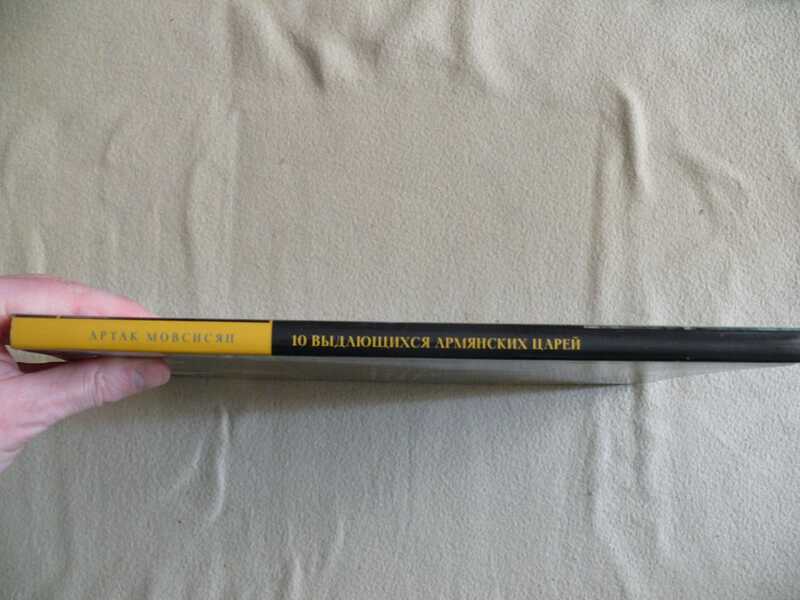 АРТАК МОВСИСЯН
10 ВЫДАЮЩИХСЯ АРМЯНСКИХ ЦАРЕЙ